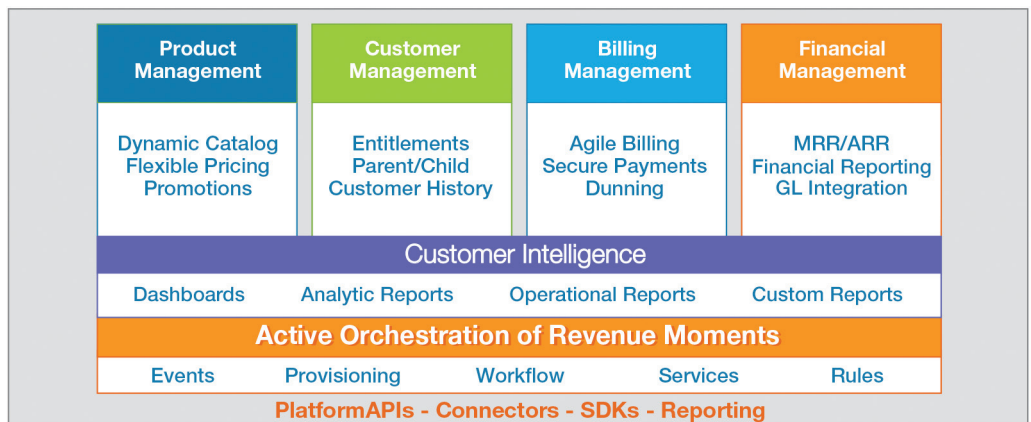 Product
Management
Customer
Management
Billing
Management
Financial
Management
Dynamic Catalog
Flexible Pricing
Promotions
Entitlements
Parent/Child
Customer History
Agile Billing
Secure Payments
Dunning
MRR/ARR
Financial Reporting
GL Integration
Customer Intelligence
Dashboards Analytic Reports Operational Reports Custom Reports
Active Orchestration of Revenue Moments
Events Provisioning Workflow Services Rules
PlatformAPIs - Connectors - SDKs - Reporting